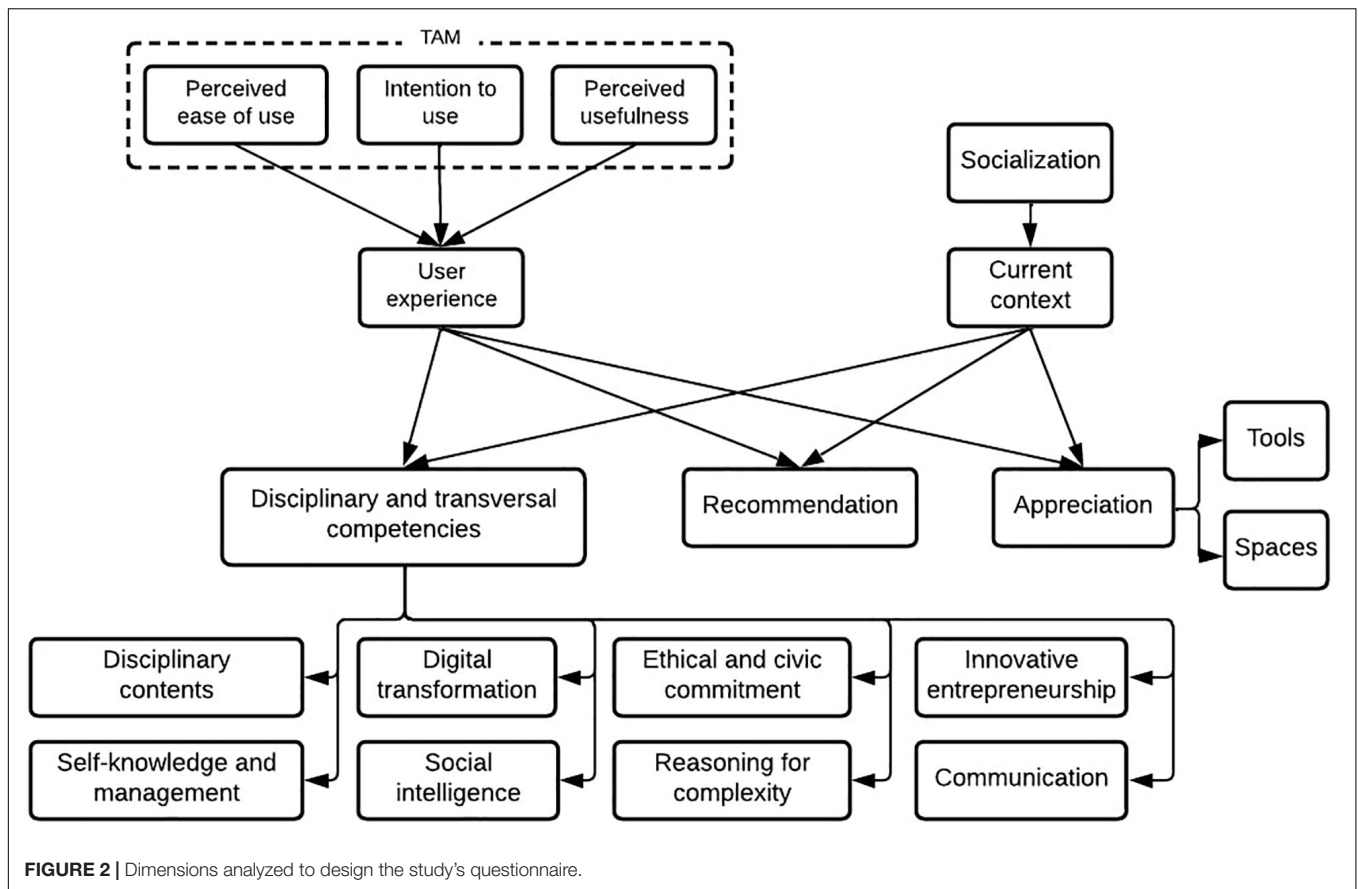 TAM
Perceived
ease of use
Intention to
use
Perceived
usefulness
Socialization
User
experience
Current
context
Disciplinary and transversal
competencies
Recommendation
Appreciation
Tools
Spaces
Disciplinary
contents
Digital
transformation
Ethical and civic
commitment
Innovative
entrepreneurship
Self-knowledge and
management
Social
intelligence
Reasoning for
complexity
Communication
FIGURE 2 | Dimensions analyzed to design the study’s questionnaire.